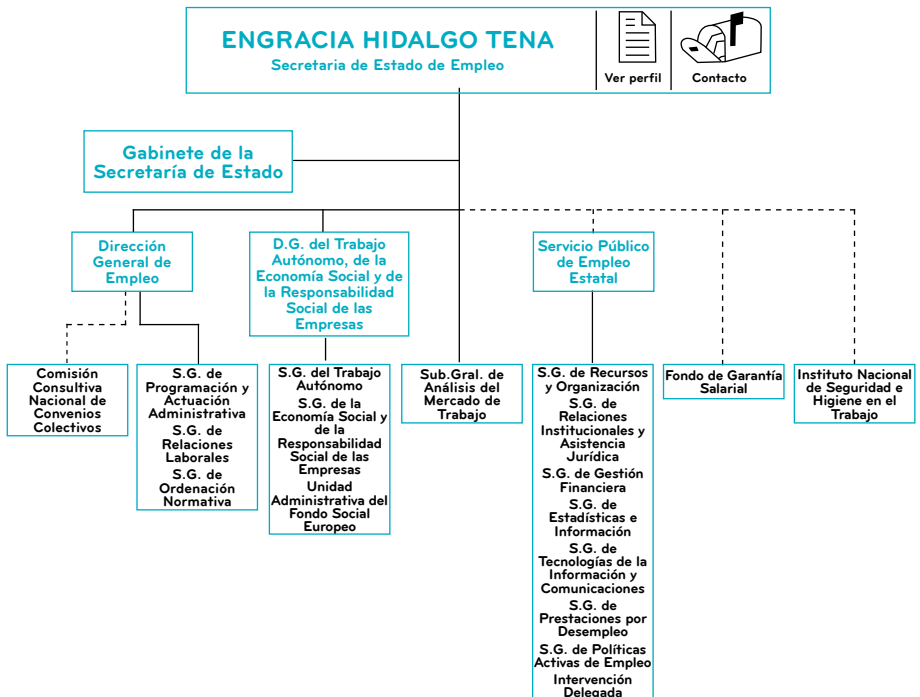 ENGRACIA HIDALGO TENA
Secretaria de Estado de Empleo
Ver perfil
Contacto
Gabinete de la
Secretaría de Estado
Dirección
General de
Empleo
D.G. del Trabajo
Autónomo, de la
Economía Social y de
la Responsabilidad
Social de las
Empresas
Servicio Público
de Empleo
Estatal
Comisión
Consultiva
Nacional de
Convenios
Colectivos
S.G. de
Programación y
Actuación
Administrativa
S.G. de
Relaciones
Laborales
S.G. de
Ordenación
Normativa
S.G. del Trabajo
Autónomo
S.G. de la
Economía Social y
de la
Responsabilidad
Social de las
Empresas
Unidad
Administrativa del
Fondo Social
Europeo
Sub.Gral. de
Análisis del
Mercado de
Trabajo
S.G. de Recursos
y Organización
S.G. de
Relaciones
Institucionales y
Asistencia
Jurídica
S.G. de Gestión
Financiera
S.G. de
Estadísticas e
Información
S.G. de
Tecnologías de la
Información y
Comunicaciones
S.G. de
Prestaciones por
Desempleo
S.G. de Políticas
Activas de Empleo
Intervención
Delegada
Fondo de Garantía
Salarial
Instituto Nacional
de Seguridad e
Higiene en el
Trabajo